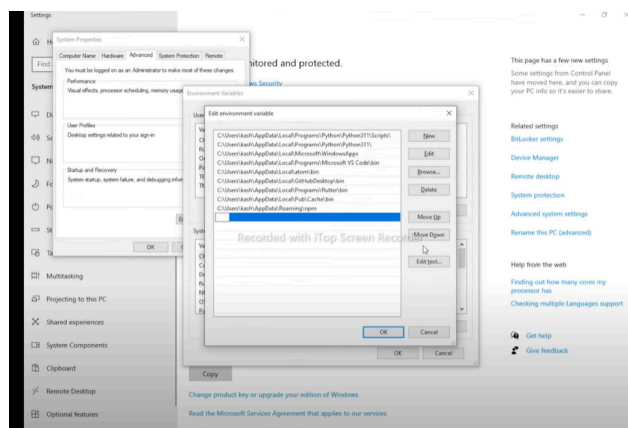 Settings
System Properties
Computer Name Hardware Advanced System Protection Remote
You must be logged on as an Administrator to make most of these changes.
Performance
Visual effects, processor scheduling, memory usage
User Profiles
Desktop settings related to your sign-in
Startup and Recovery
System startup, system failure, and debugging infor
OK
Find
System
Multitasking
Projecting to this PC
Shared experiences
System Components
Clipboard
Remote Desktop
Optional features
nitored and protected.
Environment Variables
Edit environment variable
C:\Users\kash\AppData\Local\Programs\Python\Python311\Scripts\
C:\Users\kash\AppData\Local\Programs\Python\Python311\
C:\Users\kash\AppData\Local\Microsoft\WindowsApps
C:\Users\kash\AppData\Local\Programs\Microsoft VS Code\bin
C:\Users\kash\AppData\Local\atom\bin
C:\Users\kash\AppData\Local\GitHubDesktop\bin
C:\Users\kash\AppData\Local\Programs\flutter\bin
C:\Users\kash\AppData\Local\Pub\Cache\bin
C:\Users\kash\AppData\Roaming\npm
New
Edit
Browse...
Delete
Move Up
Move Down
Edit text...
OK Cancel
OK Cancel
Recorded with iTop Screen Recor
Copy
Change product key or upgrade your edition of Windows
Read the Microsoft Services Agreement that applies to our services
This page has a few new settings
Some settings from Control Panel
have moved here, and you can copy
your PC info so it's easier to share.
Related settings
BitLocker settings
Device Manager
Remote desktop
System protection
Advanced system settings
Rename this PC (advanced)
Help from the web
Finding out how many cores my
processor has
Checking multiple Languages support
Get help
Give feedback